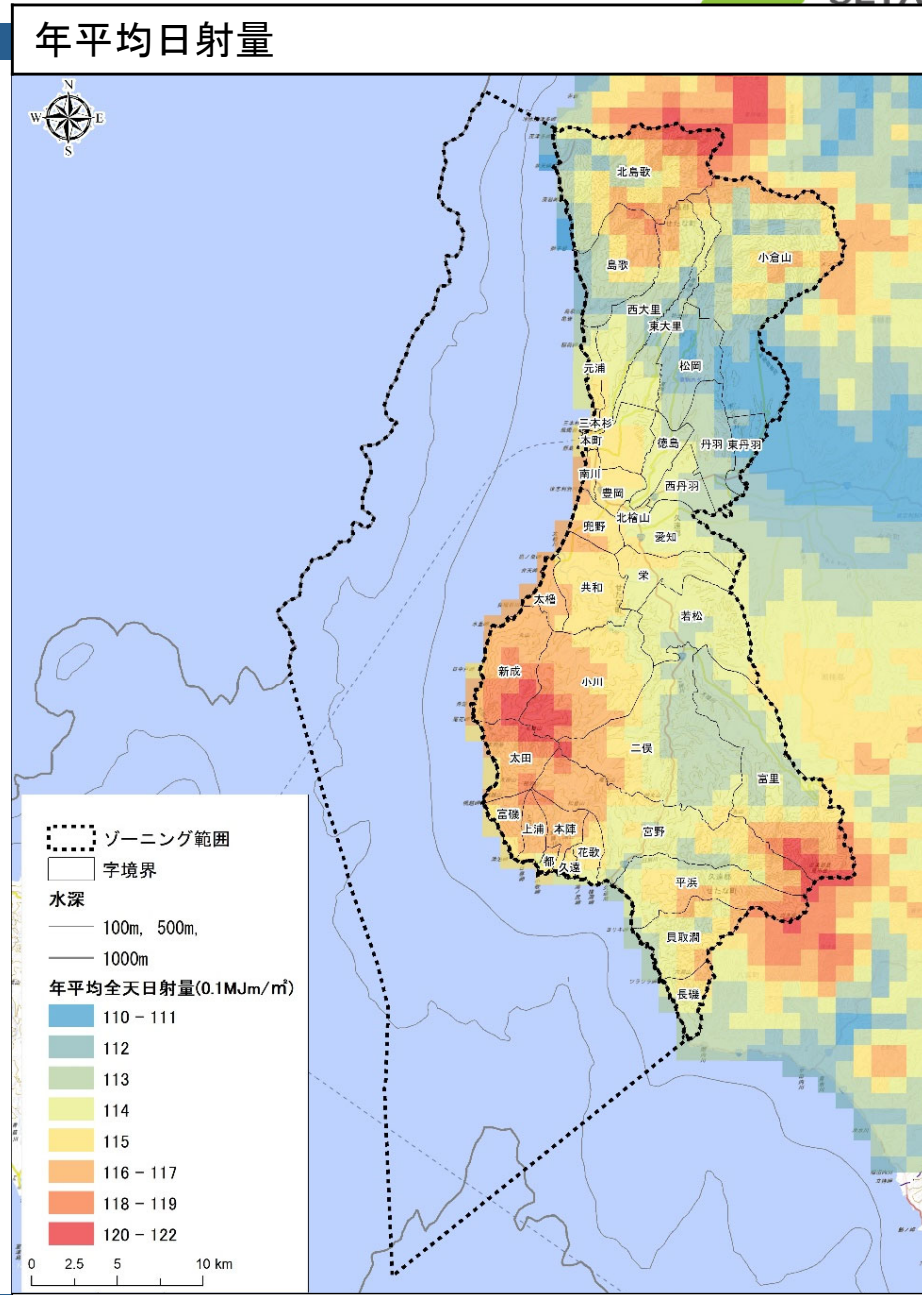 年平均日射量
N
W
E
S
北島歌
小倉山
島歌
西大里
東大里
松岡
元浦
三本杉
本町
徳島
丹羽
東丹羽
南川
西丹羽
豊岡
北檜山
兜野
愛知
栄
共和
太櫓
若松
新成
小川
二俣
太田
富里
富磯
上浦
本陣
宮野
花歌
都
久遠
平浜
貝取澗
長磯
ゾーニング範囲
字境界
水深
100m, 500m,
1000m
年平均全天日射量(0.1MJm/㎡)
110 - 111
112
113
114
115
116 - 117
118 - 119
120 - 122
0 2.5 5 10 km